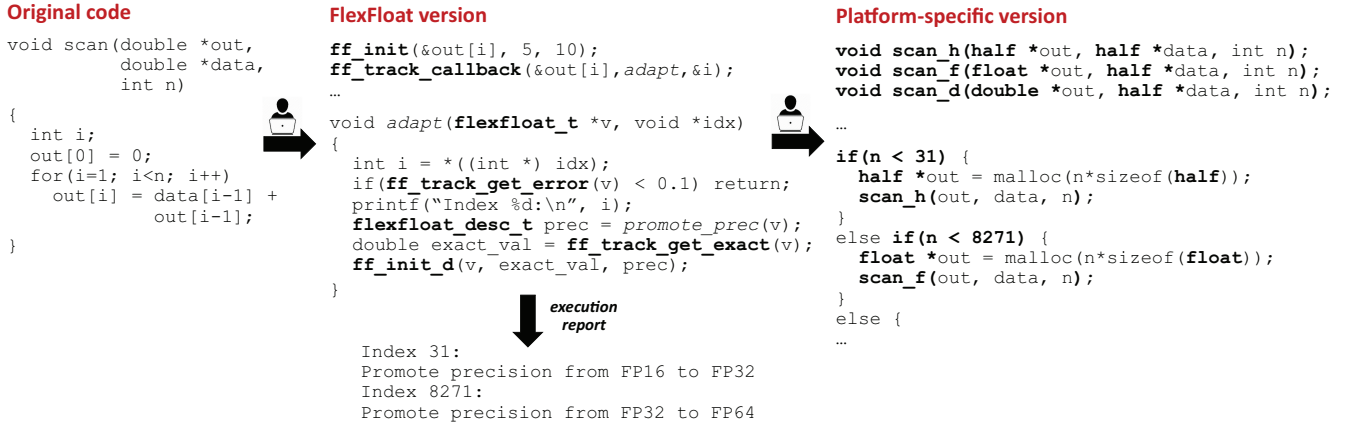 Original code
void scan(double *out,
double *data,
int n)
{
int i;
out[0] = 0;
for(i=1; i<n; i++)
out[i] = data[i-1] +
out[i-1];
}
FlexFloat version
ff_init(&out[i], 5, 10);
ff_track_callback(&out[i],adapt,&i);
…
void adapt(flexfloat_t *v, void *idx)
{
int i = *((int *) idx);
if(ff_track_get_error(v) < 0.1) return;
printf(“Index %d:\n”, i);
flexfloat_desc_t prec = promote_prec(v);
double exact_val = ff_track_get_exact(v);
ff_init_d(v, exact_val, prec);
}
execution
report
Index 31:
Promote precision from FP16 to FP32
Index 8271:
Promote precision from FP32 to FP64
Platform-specific version
void scan_h(half *out, half *data, int n);
void scan_f(float *out, half *data, int n);
void scan_d(double *out, half *data, int n);
…
if(n < 31) {
half *out = malloc(n*sizeof(half));
scan_h(out, data, n);
}
else if(n < 8271) {
float *out = malloc(n*sizeof(float));
scan_f(out, data, n);
}
else {
…